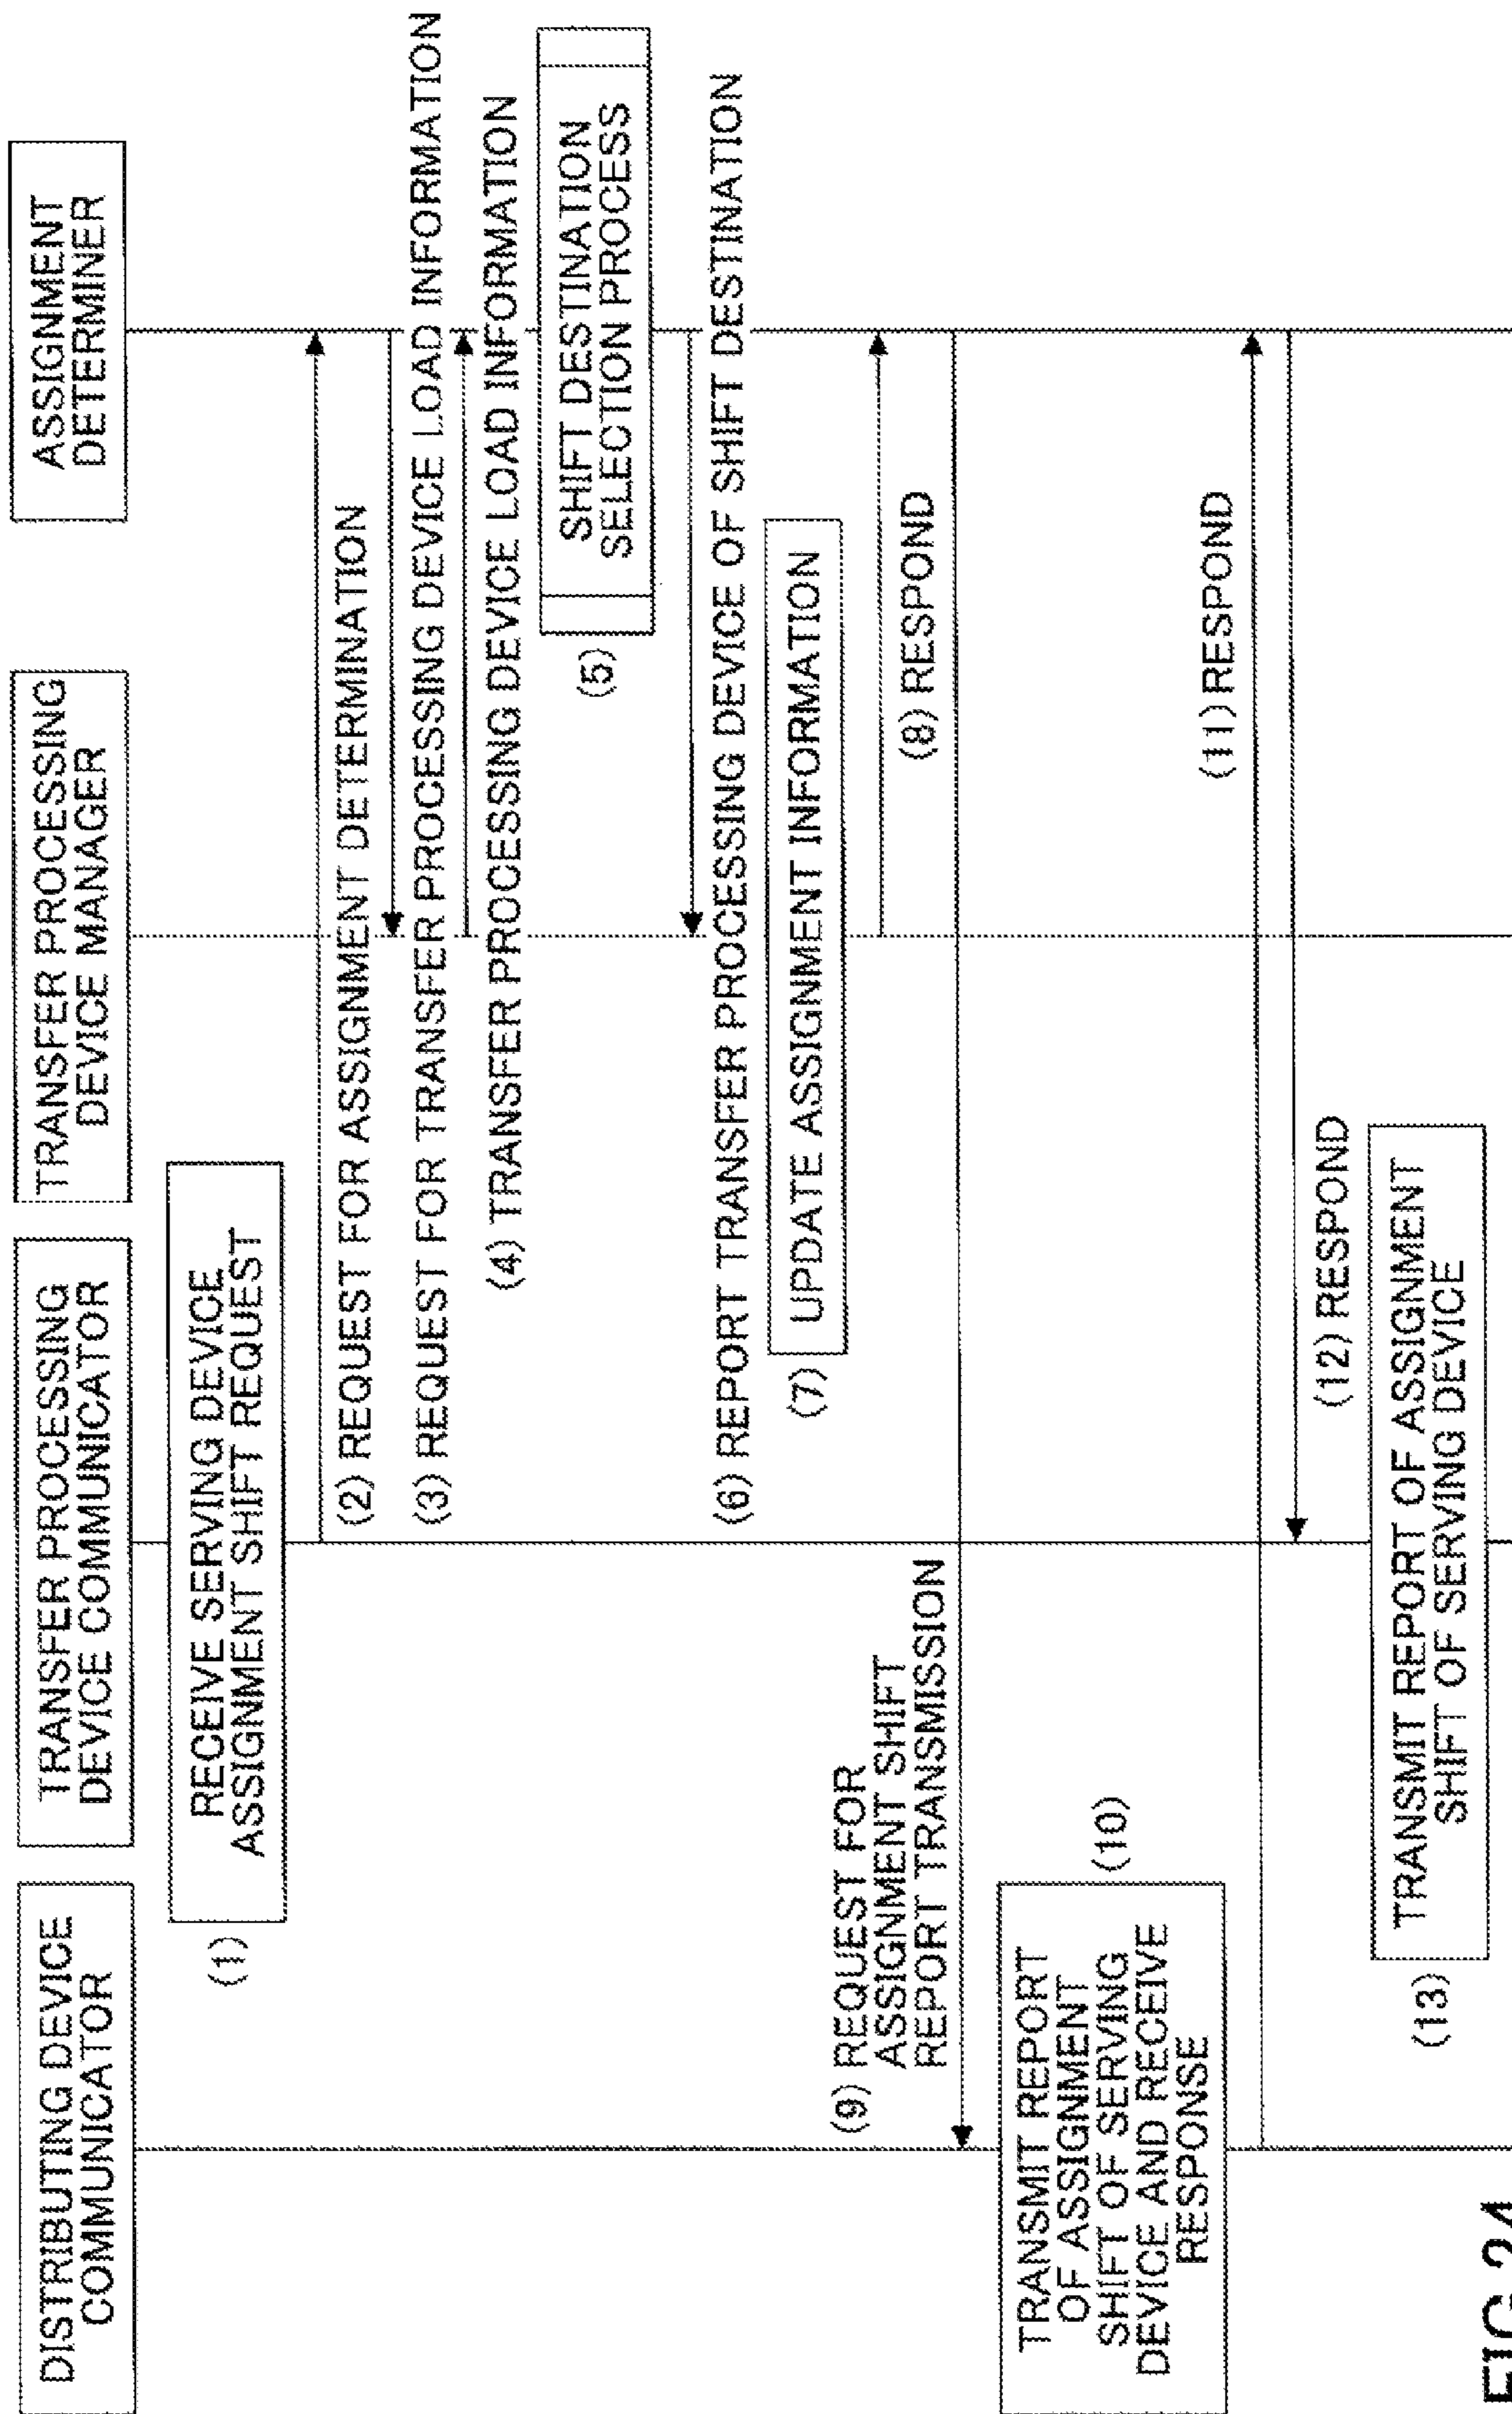 DISTRIBUTING DEVICE
COMMUNICATOR
TRANSFER PROCESSING
DEVICE COMMUNICATOR
TRANSFER PROCESSING
DEVICE MANAGER
ASSIGNMENT
DETERMINER
(1)
RECEIVE SERVING DEVICE
ASSIGNMENT SHIFT REQUEST
(2) REQUEST FOR ASSIGNMENT DETERMINATION
(3) REQUEST FOR TRANSFER PROCESSING DEVICE LOAD INFORMATION
(4) TRANSFER PROCESSING DEVICE LOAD INFORMATION
(5)
SHIFT DESTINATION
SELECTION PROCESS
(6) REPORT TRANSFER PROCESSING DEVICE OF SHIFT DESTINATION
(7)
UPDATE ASSIGNMENT INFORMATION
(8) RESPOND
(9) REQUEST FOR
ASSIGNMENT SHIFT
REPORT TRANSMISSION
TRANSMIT REPORT
OF ASSIGNMENT
SHIFT OF SERVING
DEVICE AND RECEIVE
RESPONSE
(10)
(11) RESPOND
(12) RESPOND
(13)
TRANSMIT REPORT OF ASSIGNMENT
SHIFT OF SERVING DEVICE
FIG.24